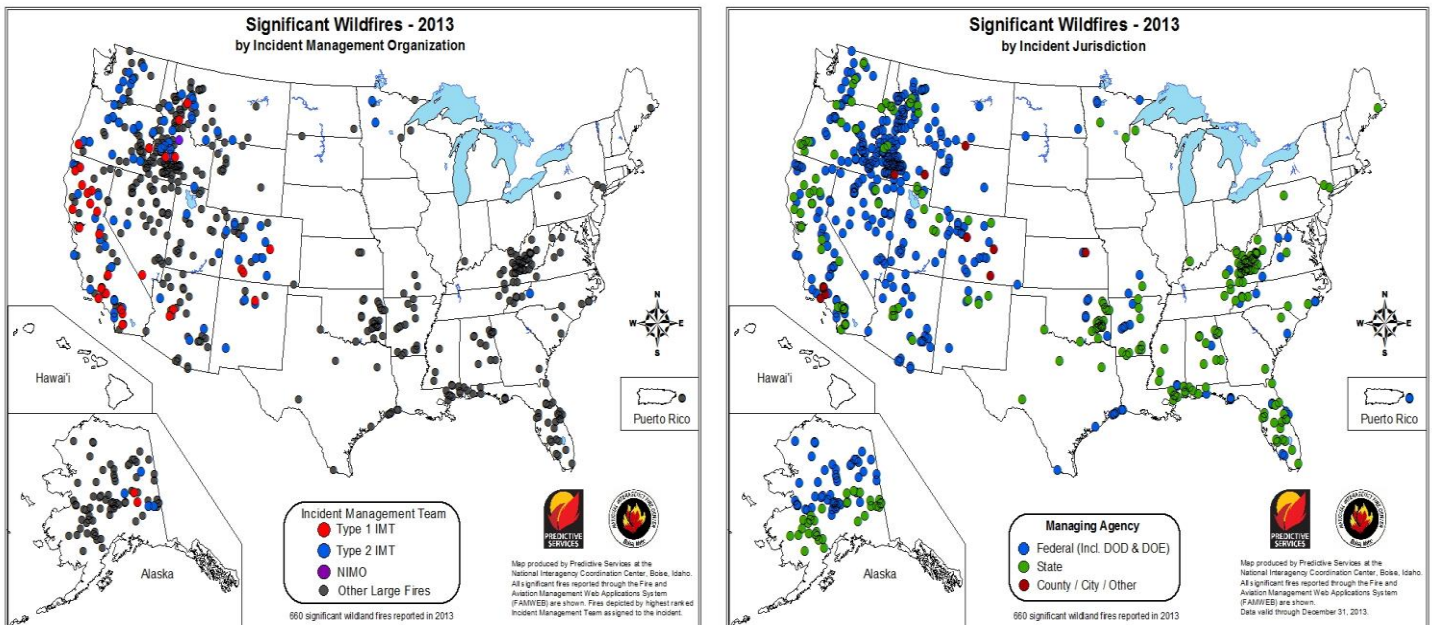 Significant Wildfires - 2013
by Incident Management Organization
N
W E
S
Hawai'i
Puerto Rico
Alaska
Incident Management Team
Type 1 IMT
Type 2 IMT
NIMO
Other Large Fires
PREDICTIVE
SERVICES
Map produced by Predictive Services at the
National Interagency Coordination Center, Boise, Idaho.
All significant fires reported through the Fire and
Aviation Management Web Applications System
(FAMWEB) are shown. Fires depicted by highest ranked
Incident Management Team assigned to the incident.
660 significant wildland fires reported in 2013
Significant Wildfires - 2013
by Incident Jurisdiction
N
W E
S
Hawai'i
Puerto Rico
Alaska
Managing Agency
Federal (Incl. DOD & DOE)
State
County / City / Other
PREDICTIVE
SERVICES
Map produced by Predictive Services at the
National Interagency Coordination Center, Boise, Idaho.
All significant fires reported through the Fire and
Aviation Management Web Applications System
(FAMWEB) are shown.
Data valid through December 31, 2013.
660 significant wildland fires reported in 2013